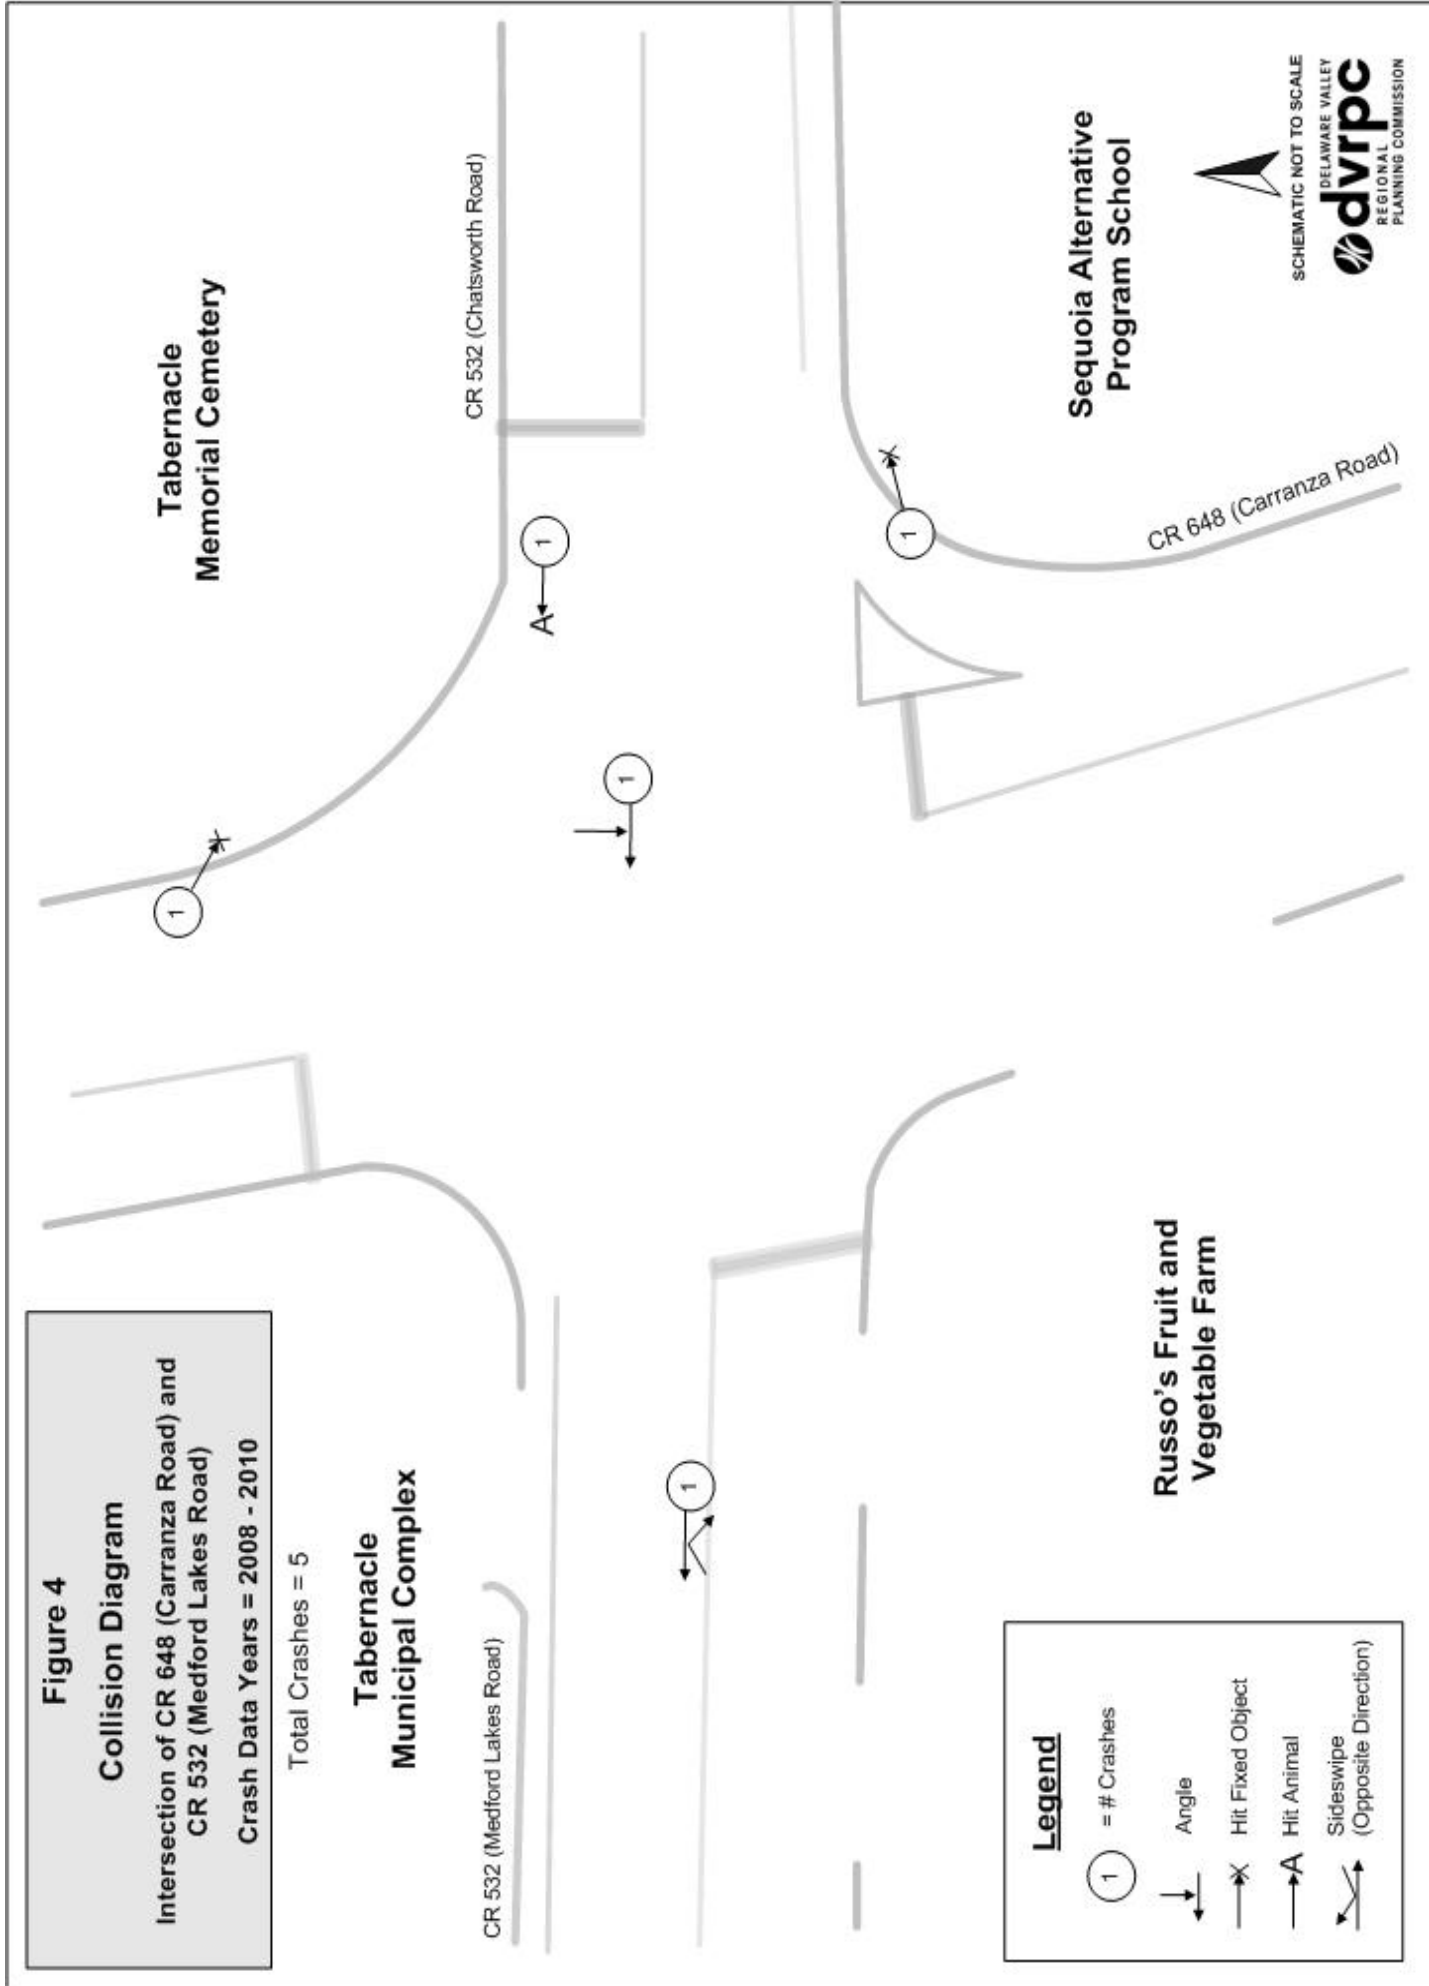 Figure 4
Collision Diagram
Intersection of CR 648 (Carranza Road) and
CR 532 (Medford Lakes Road)
Crash Data Years = 2008 - 2010
Total Crashes = 5
Tabernacle
Municipal Complex
CR 532 (Medford Lakes Road)
Tabernacle
Memorial Cemetery
CR 532 (Chatsworth Road)
1
1
A
1
1
1
Russo's Fruit and
Vegetable Farm
Sequoia Alternative
Program School
CR 648 (Carranza Road)
Legend
1 = # Crashes
Angle
Hit Fixed Object
A Hit Animal
Sideswipe
(Opposite Direction)
SCHEMATIC NOT TO SCALE
DELAWARE VALLEY
dvrpc
REGIONAL
PLANNING COMMISSION